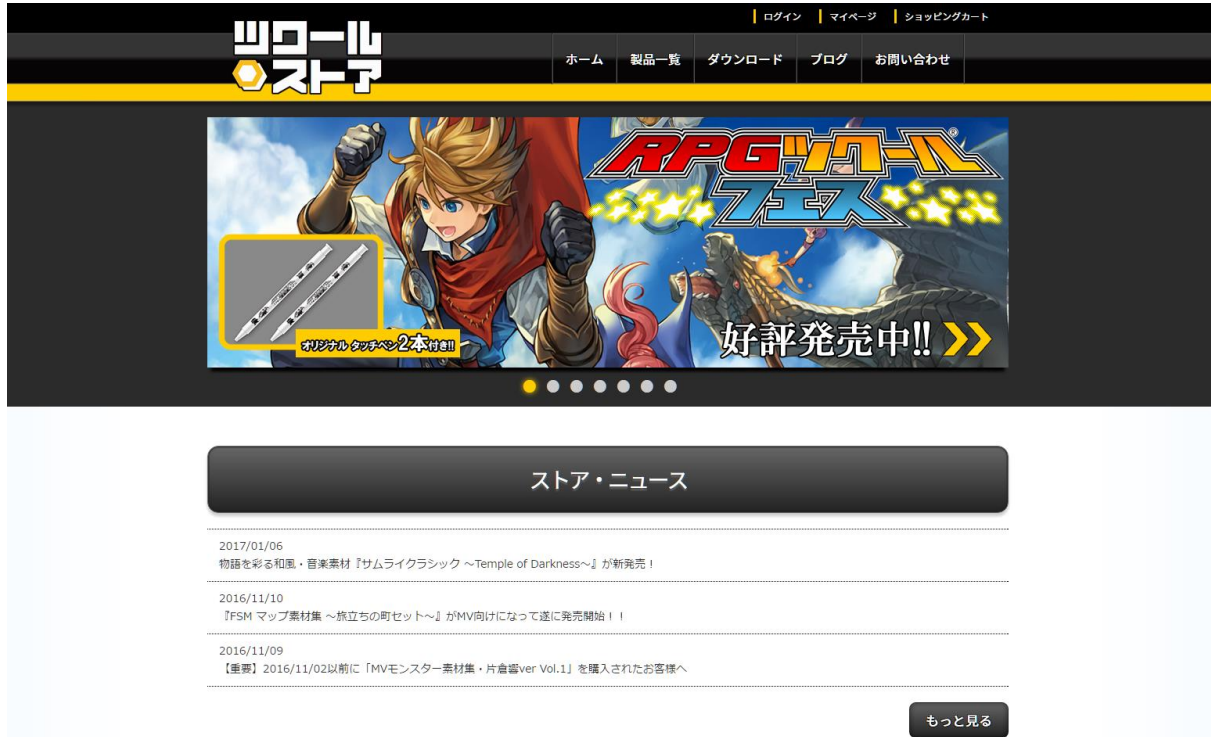 ログイン
マイページ
ショッピングカート
ツクール
ストア
ホーム
製品一覧
ダウンロード
ブログ
お問い合わせ
RPGツクール®
フェス
オリジナル タッチペン2本付き!!
好評発売中!!
ストア・ニュース
2017/01/06
物語を彩る和風・音楽素材『サムライクラシック ～Temple of Darkness～』が新発売！
2016/11/10
『FSM マップ素材集 ～旅立ちの町セット～』がMV向けになって遂に発売開始！！
2016/11/09
【重要】2016/11/02以前に「MVモンスター素材集・片倉響ver Vol.1」を購入されたお客様へ
もっと見る